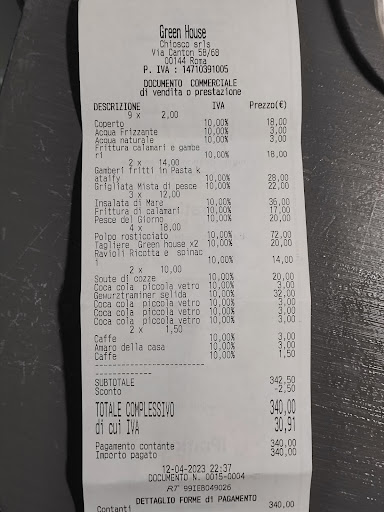 Green House
Chiosco srls
Via Canton 58/68
00144 Roma
P. IVA : 14710391005
DOCUMENTO COMMERCIALE
di vendita o prestazione
DESCRIZIONE IVA Prezzo(€)
9 x 2,00
Coperto 10,00% 18,00
Acqua Frizzante 10,00% 3,00
Acqua naturale 10,00% 3,00
Frittura calamari e gambe
ri 10,00% 18,00
2 x 14,00
Gamberi fritti in Pasta k
ataify 10,00% 28,00
Grigliata Mista di pesce 10,00% 22,00
3 x 12,00
Insalata di Mare 10,00% 36,00
Frittura di calamari 10,00% 17,00
Pesce del Giorno 10,00% 20,00
4 x 18,00
Polpo rosticciato 10,00% 72,00
Tagliere Green house x2 10,00% 20,00
Ravioli Ricotta e spinac
i 10,00% 14,00
2 x 10,00
Soute di cozze 10,00% 20,00
Coca cola piccola vetro 10,00% 3,00
Gemurztraminer selida 10,00% 32,00
Coca cola piccola vetro 10,00% 3,00
Coca cola piccola vetro 10,00% 3,00
Coca cola piccola vetro 10,00% 3,00
2 x 1,50
Caffe 10,00% 3,00
Amaro della casa 10,00% 3,00
Caffe 10,00% 1,50
------------------------
-------------
SUBTOTALE 342,50
Sconto -2,50
TOTALE COMPLESSIVO 340,00
di cui IVA 30,91
Pagamento contante 340,00
Importo pagato 340,00
12-04-2023 22:37
DOCUMENTO N. 0015-0004
RT 99IEB049026
DETTAGLIO FORME di PAGAMENTO
Contanti 340,00